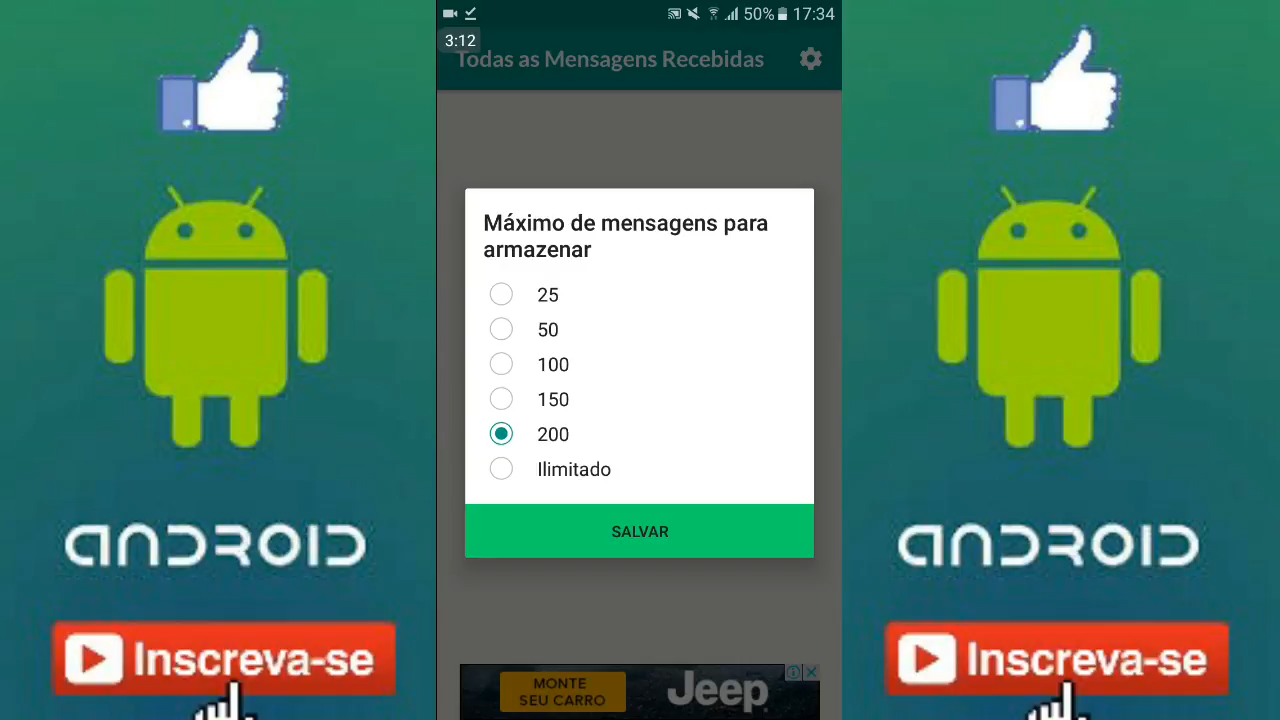 50% 17:34
3:12
Todas as Mensagens Recebidas
Máximo de mensagens para
armazenar
25
50
100
150
200
Ilimitado
SALVAR
MONTE
SEU CARRO
Jeep
ANDROID
Inscreva-se
ANDROID
Inscreva-se